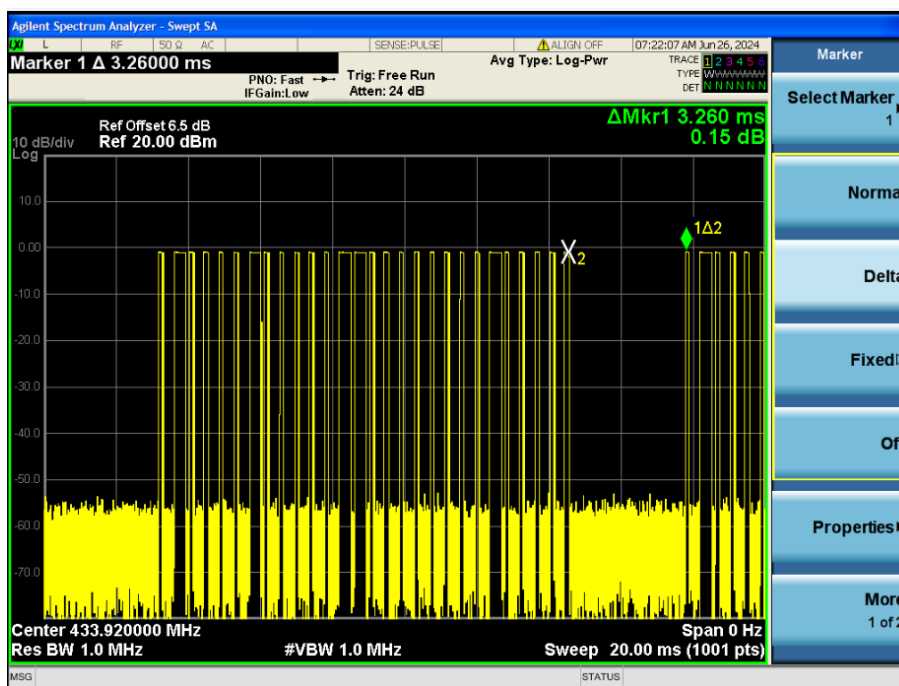 Agilent Spectrum Analyzer - Swept SA
LXI L RF 50 Ω AC SENSE:PULSE ALIGN OFF 07:22:07 AM Jun 26, 2024
Marker 1 Δ 3.26000 ms
Avg Type: Log-Pwr
TRACE 1 2 3 4 5 6
TYPE W
DET N N N N N N
PNO: Fast
IFGain:Low
Trig: Free Run
Atten: 24 dB
Marker
Select Marker
1
Norma
Delta
Fixed
Of
Properties
More
1 of 2
ΔMkr1 3.260 ms
0.15 dB
Ref Offset 6.5 dB
Ref 20.00 dBm
10 dB/div
Log
10.0
0.00
-10.0
-20.0
-30.0
-40.0
-50.0
-60.0
-70.0
1Δ2
2
Center 433.920000 MHz
Span 0 Hz
Res BW 1.0 MHz
#VBW 1.0 MHz
Sweep 20.00 ms (1001 pts)
MSG
STATUS